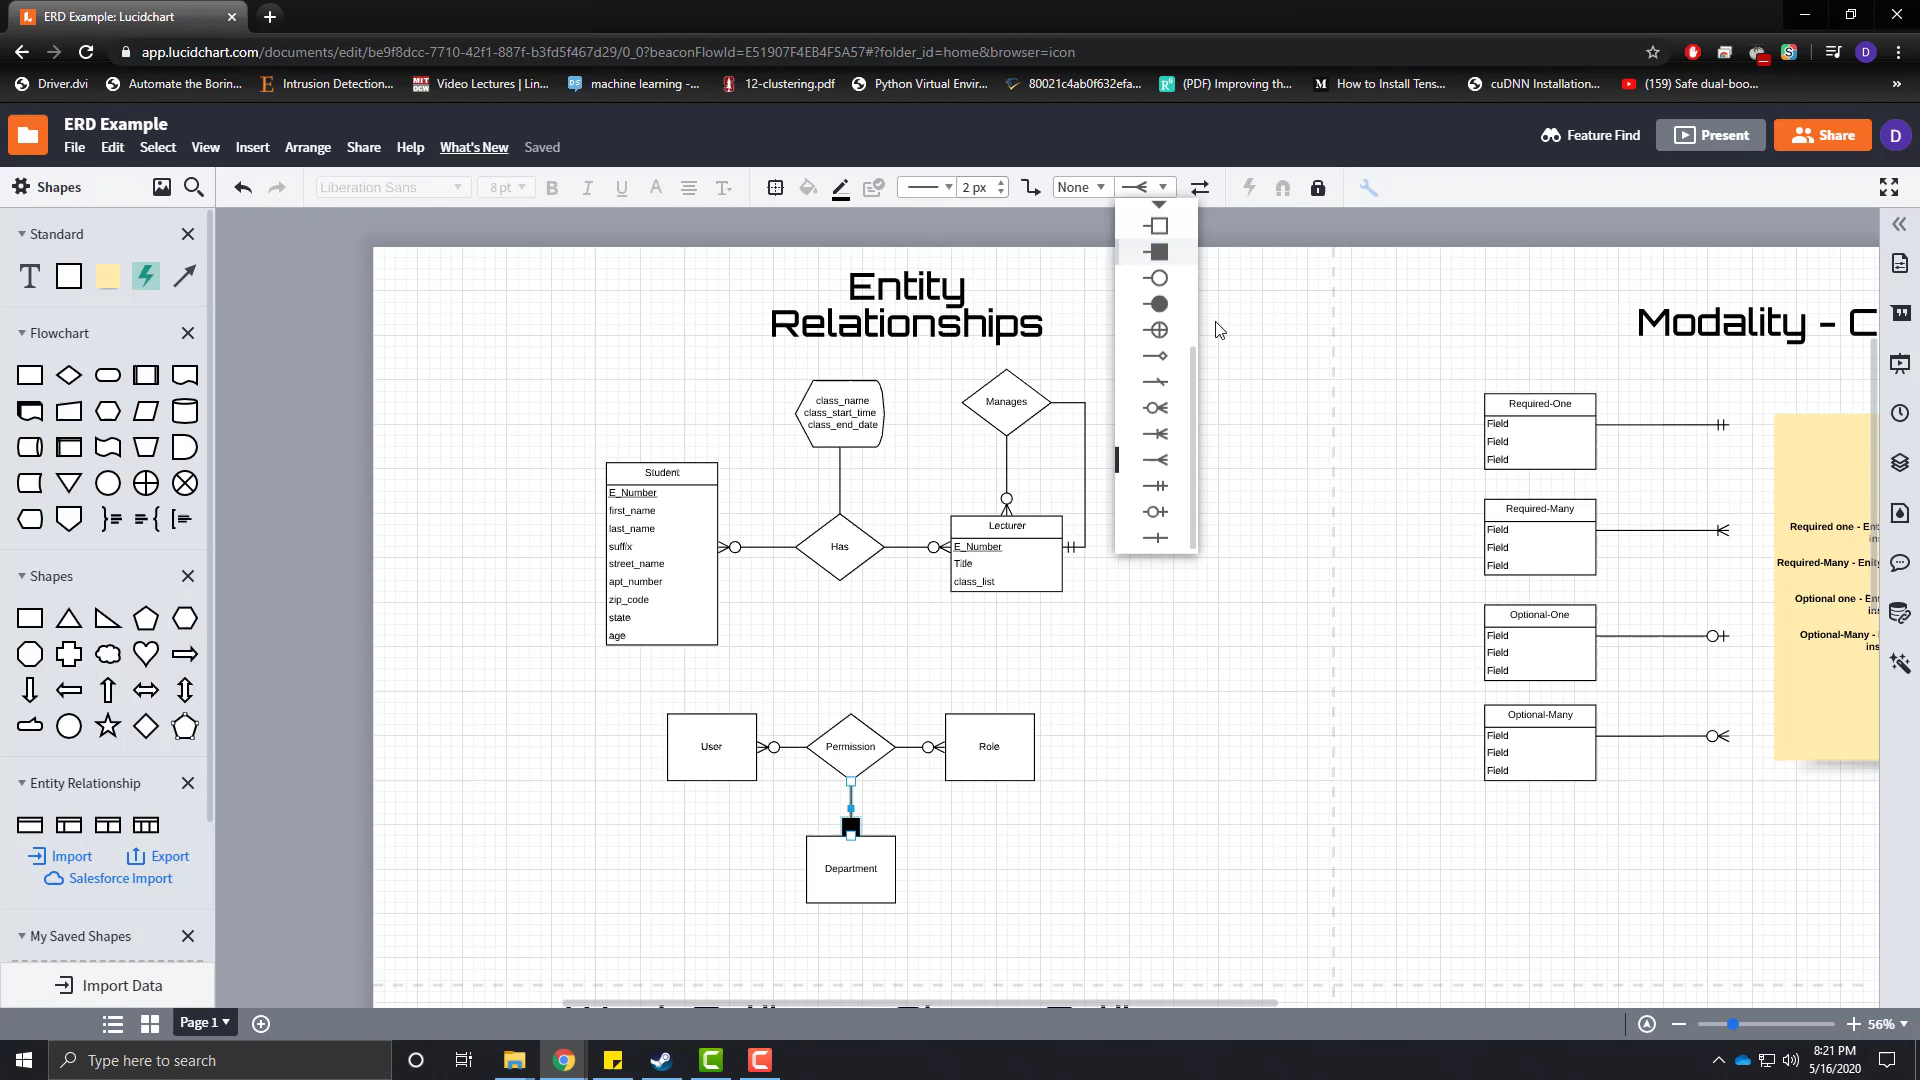 ERD Example: Lucidchart
app.lucidchart.com/documents/edit/be9f8dcc-7710-42f1-887f-b3fd5f467d29/0_0?beaconFlowId=E51907F4EB4F5A57#?folder_id=home&browser=icon
D
Driver.dvi
Automate the Borin...
Intrusion Detection...
Video Lectures | Lin...
machine learning -...
12-clustering.pdf
Python Virtual Envir...
80021c4ab0f632efa...
(PDF) Improving th...
How to Install Tens...
cuDNN Installation...
(159) Safe dual-boo...
ERD Example
File
Edit
Select
View
Insert
Arrange
Share
Help
What's New
Saved
Feature Find
Present
Share
D
Shapes
Liberation Sans
8 pt
2 px
None
Standard
Flowchart
Shapes
Entity Relationship
Import
Export
Salesforce Import
My Saved Shapes
Import Data
Entity
Relationships
class_name
class_start_time
class_end_date
Manages
Student
E_Number
first_name
last_name
suffix
street_name
apt_number
zip_code
state
age
Has
Lecturer
E_Number
Title
class_list
User
Permission
Role
Department
Modality - C
Required-One
Field
Field
Field
Required-Many
Field
Field
Field
Optional-One
Field
Field
Field
Optional-Many
Field
Field
Field
Required one - Ent
ins
Required-Many - Enity
Optional one - Ent
ins
Optional-Many -
ins
Page 1
56%
Type here to search
8:21 PM
5/16/2020